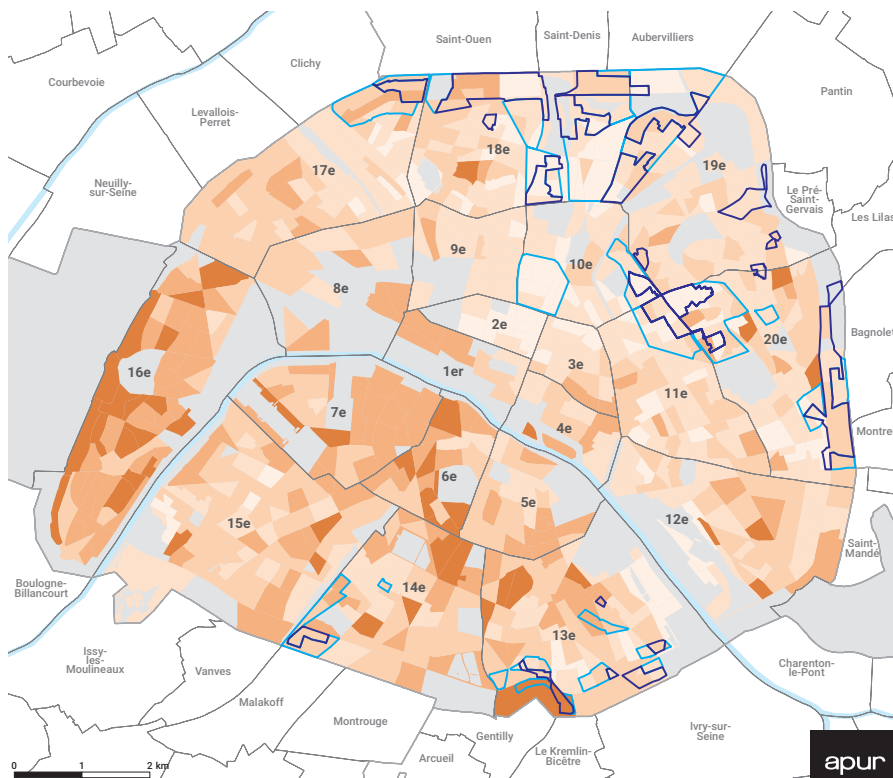 Saint-Ouen
Saint-Denis
Aubervilliers
Clichy
Courbevoie
Pantin
Levallois-
Perret
18e
19e
17e
Neuilly-
sur-Seine
Le Pré-
Saint-
Gervais
Les Lilas
9e
10e
8e
2e
Bagnolet
20e
3e
1er
16e
11e
7e
4e
Montre
6e
5e
12e
15e
Saint-
Mandé
14e
Boulogne-
Billancourt
13e
Issy-
les-
Moulineaux
Vanves
Charenton-
le-Pont
Malakoff
Montrouge
Ivry-sur-
Seine
Gentilly
Le Kremlin-
Bicêtre
Arcueil
0 1 2 km
apur